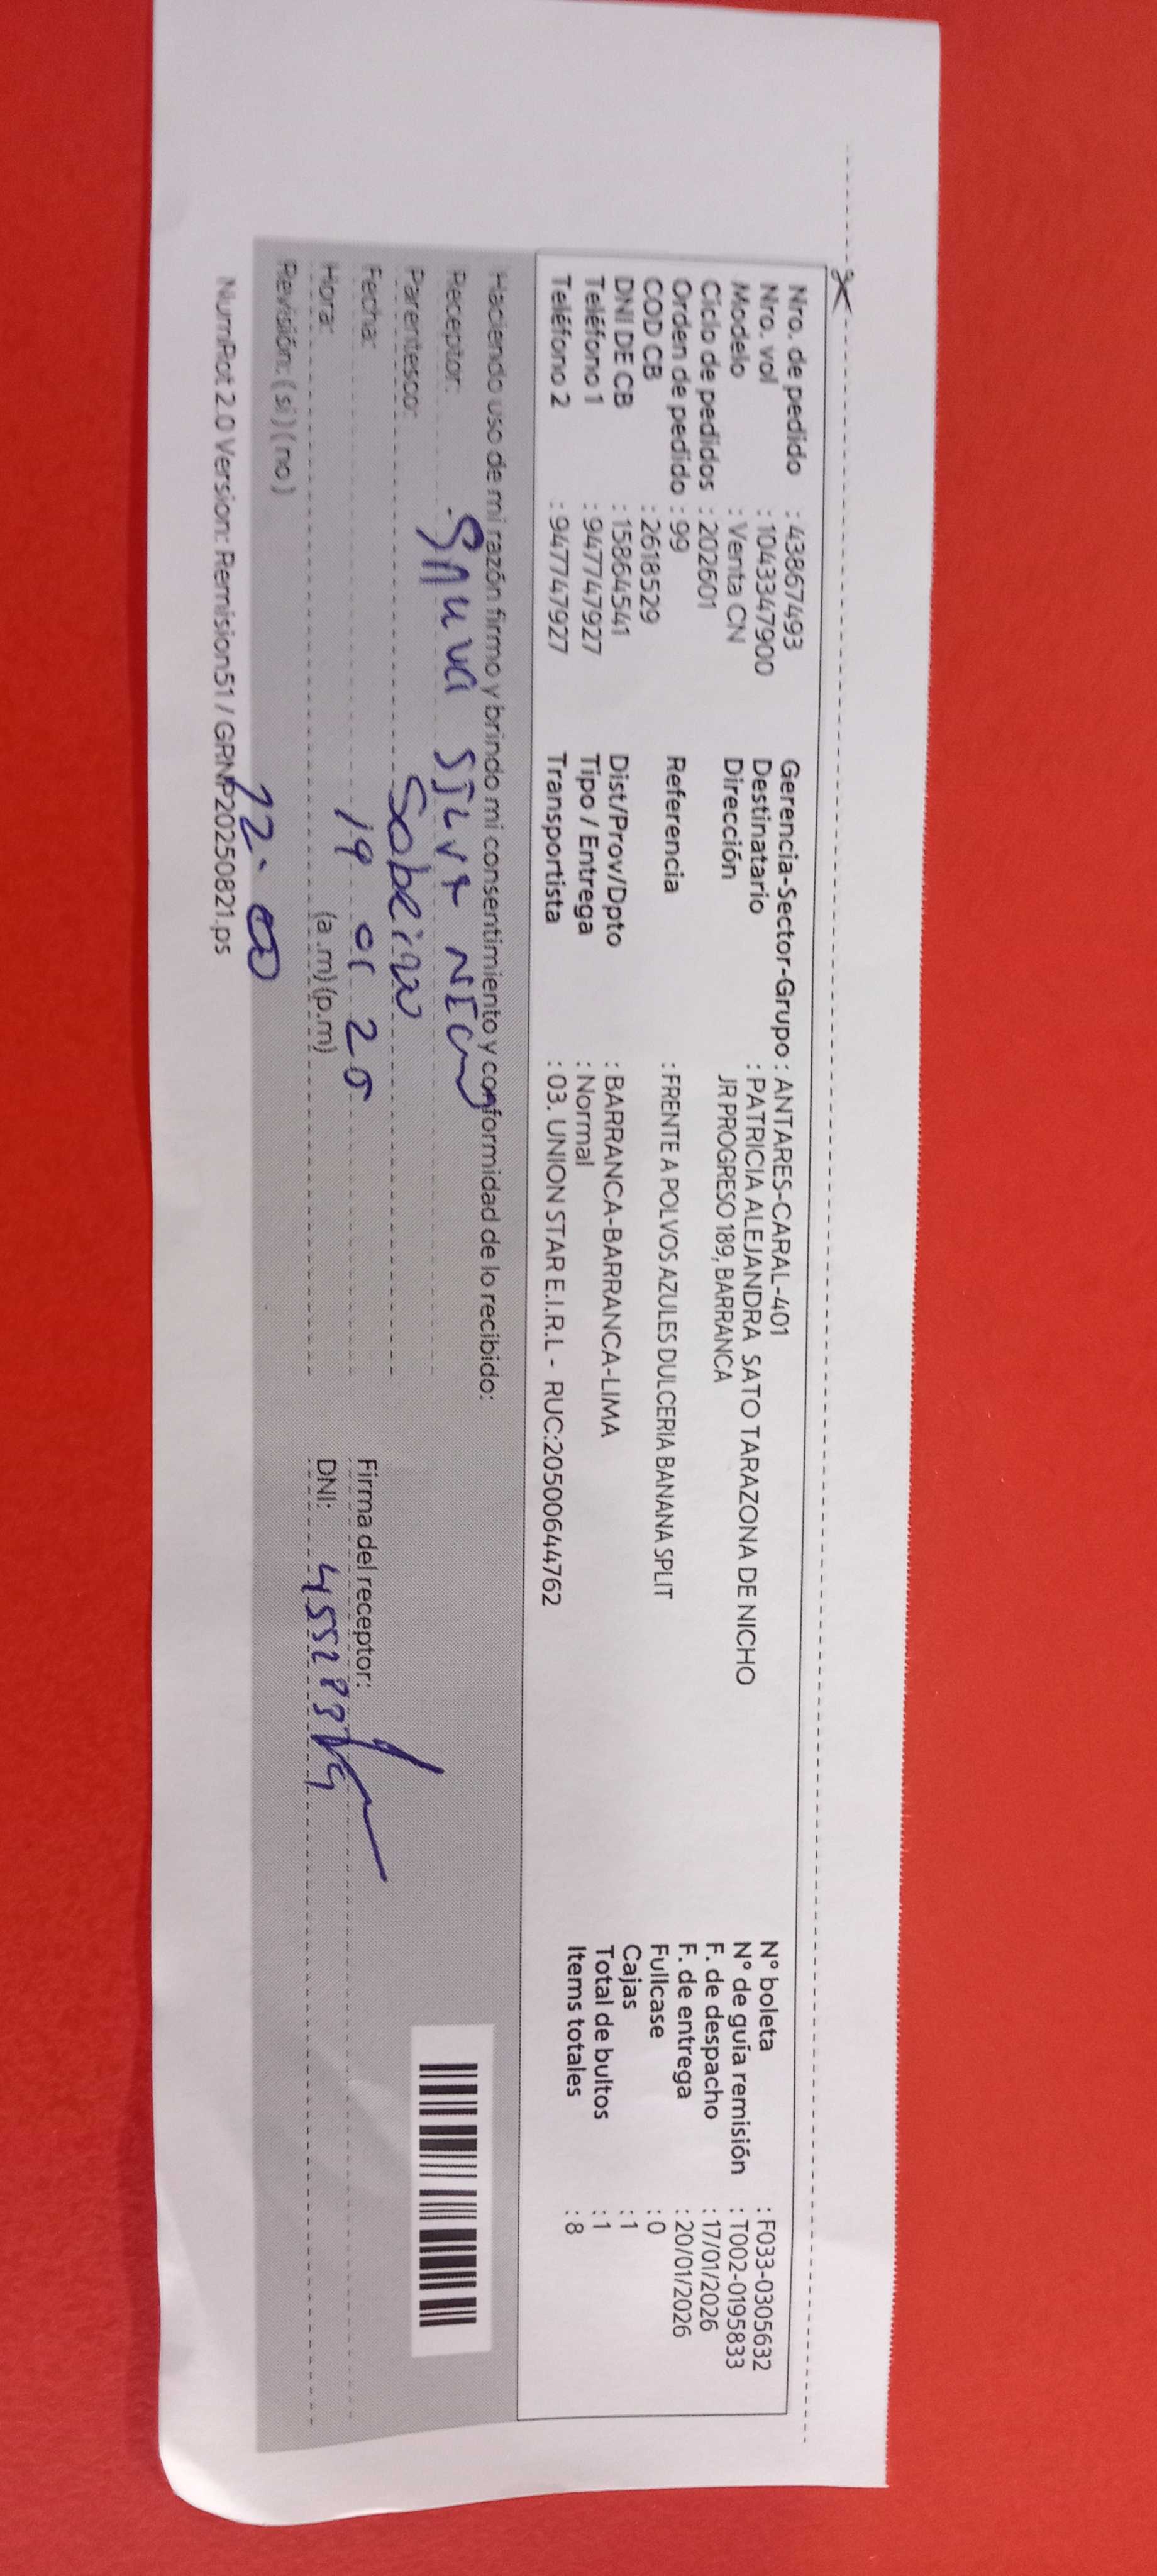 Nro. de pedido : 43867493
Nro. vol : 1043347900
Modelo : Venta CN
Ciclo de pedidos : 202601
Orden de pedido : 99
COD CB : 2618529
DNI DE CB : 15864541
Teléfono 1 : 947747927
Teléfono 2 : 947747927
Gerencia-Sector-Grupo : ANTARES-CARAL-401
Destinatario : PATRICIA ALEJANDRA SATO TARAZONA DE NICHO
Dirección JR PROGRESO 189, BARRANCA
Referencia : FRENTE A POLVOS AZULES DULCERIA BANANA SPLIT
Dist/Prov/Dpto : BARRANCA-BARRANCA-LIMA
Tipo / Entrega : Normal
Transportista : 03. UNION STAR E.I.R.L - RUC:20500644762
N° boleta : F033-0305632
N° de guía remisión : T002-0195833
F. de despacho : 17/01/2026
F. de entrega : 20/01/2026
Fullcase : 0
Cajas : 1
Total de bultos : 1
Items totales : 8
Haciendo uso de mi razón firmo y brindo mi consentimiento y conformidad de lo recibido:
Receptor: SILVA
Parentesco: Sobrino
Fecha: 19 01 26
Hora: (a.m) (p.m)
12.00
Revisión: (si) (no)
Firma del receptor:
DNI:
NumPot 2.0 Version: Remision51 / GRNP20250821.ps